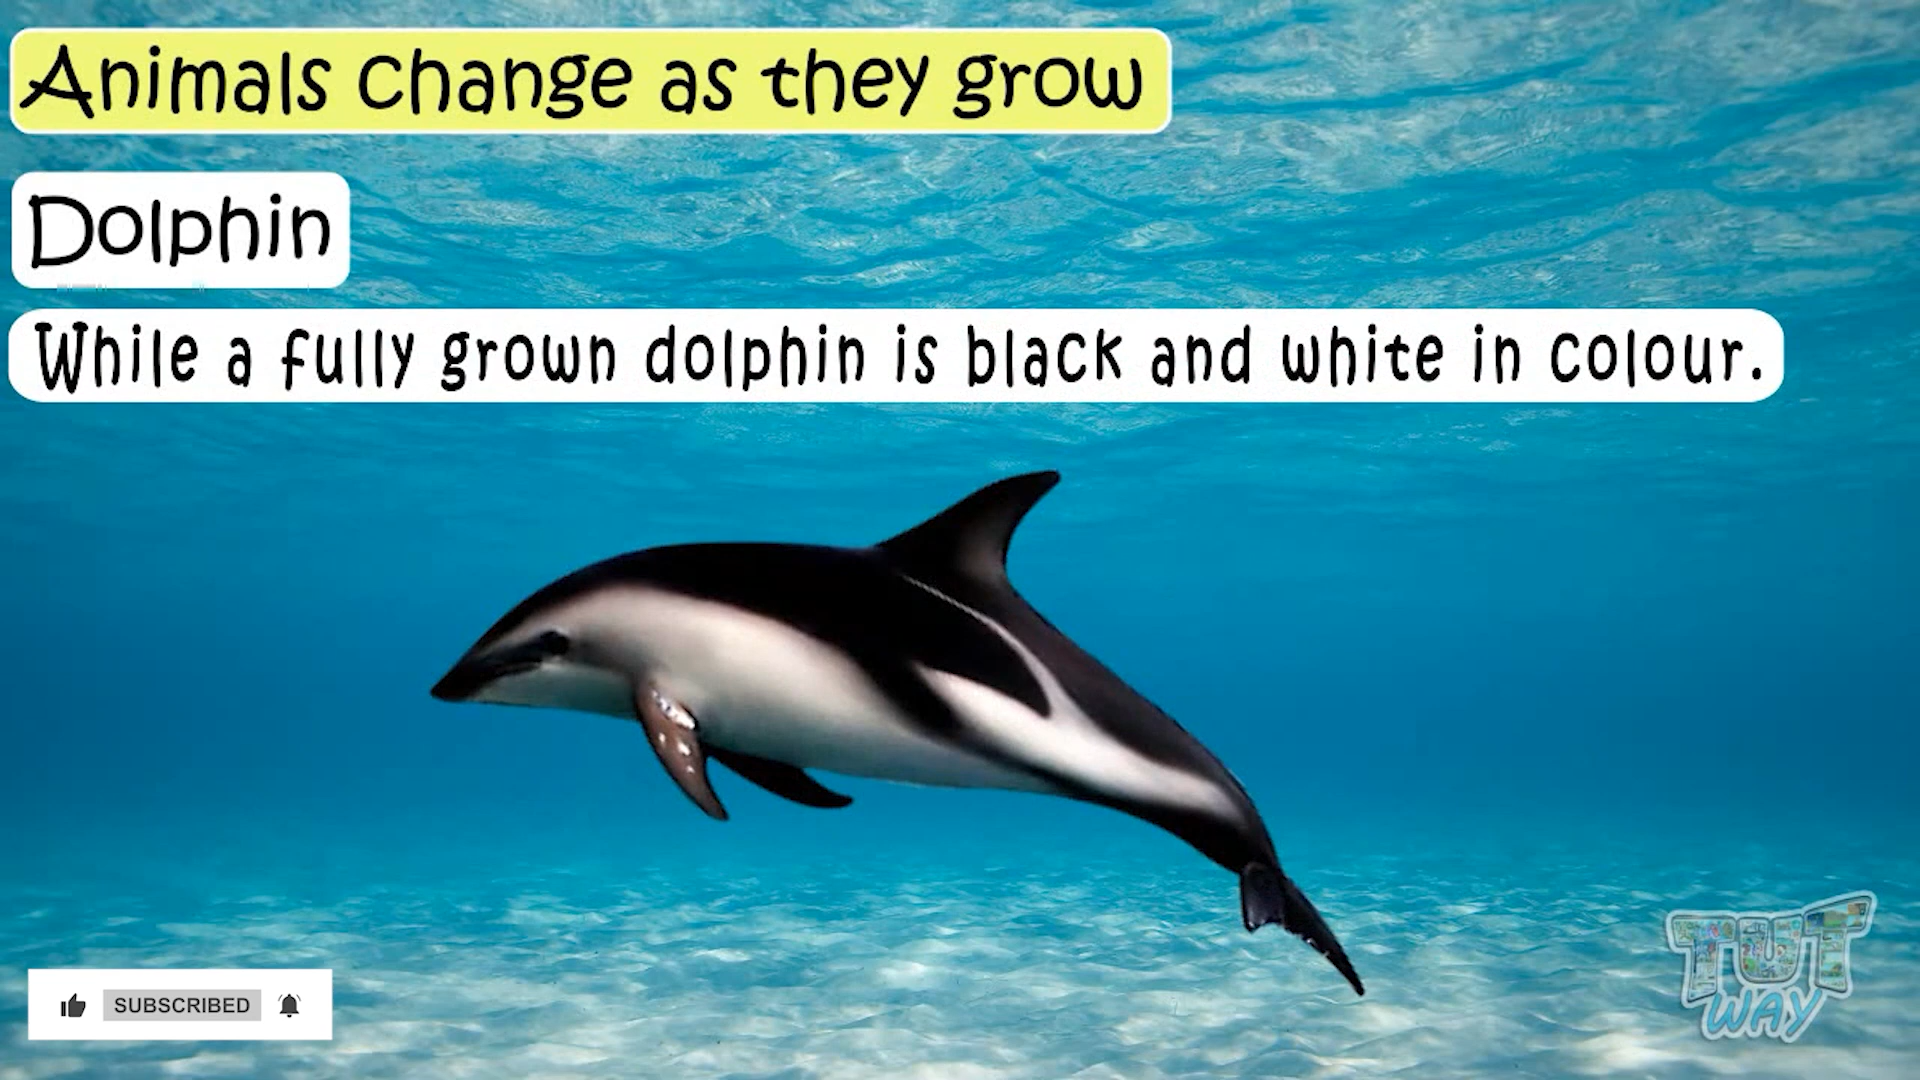 Animals change as they grow
Dolphin
While a fully grown dolphin is black and white in colour.
SUBSCRIBED
TUT
WAY